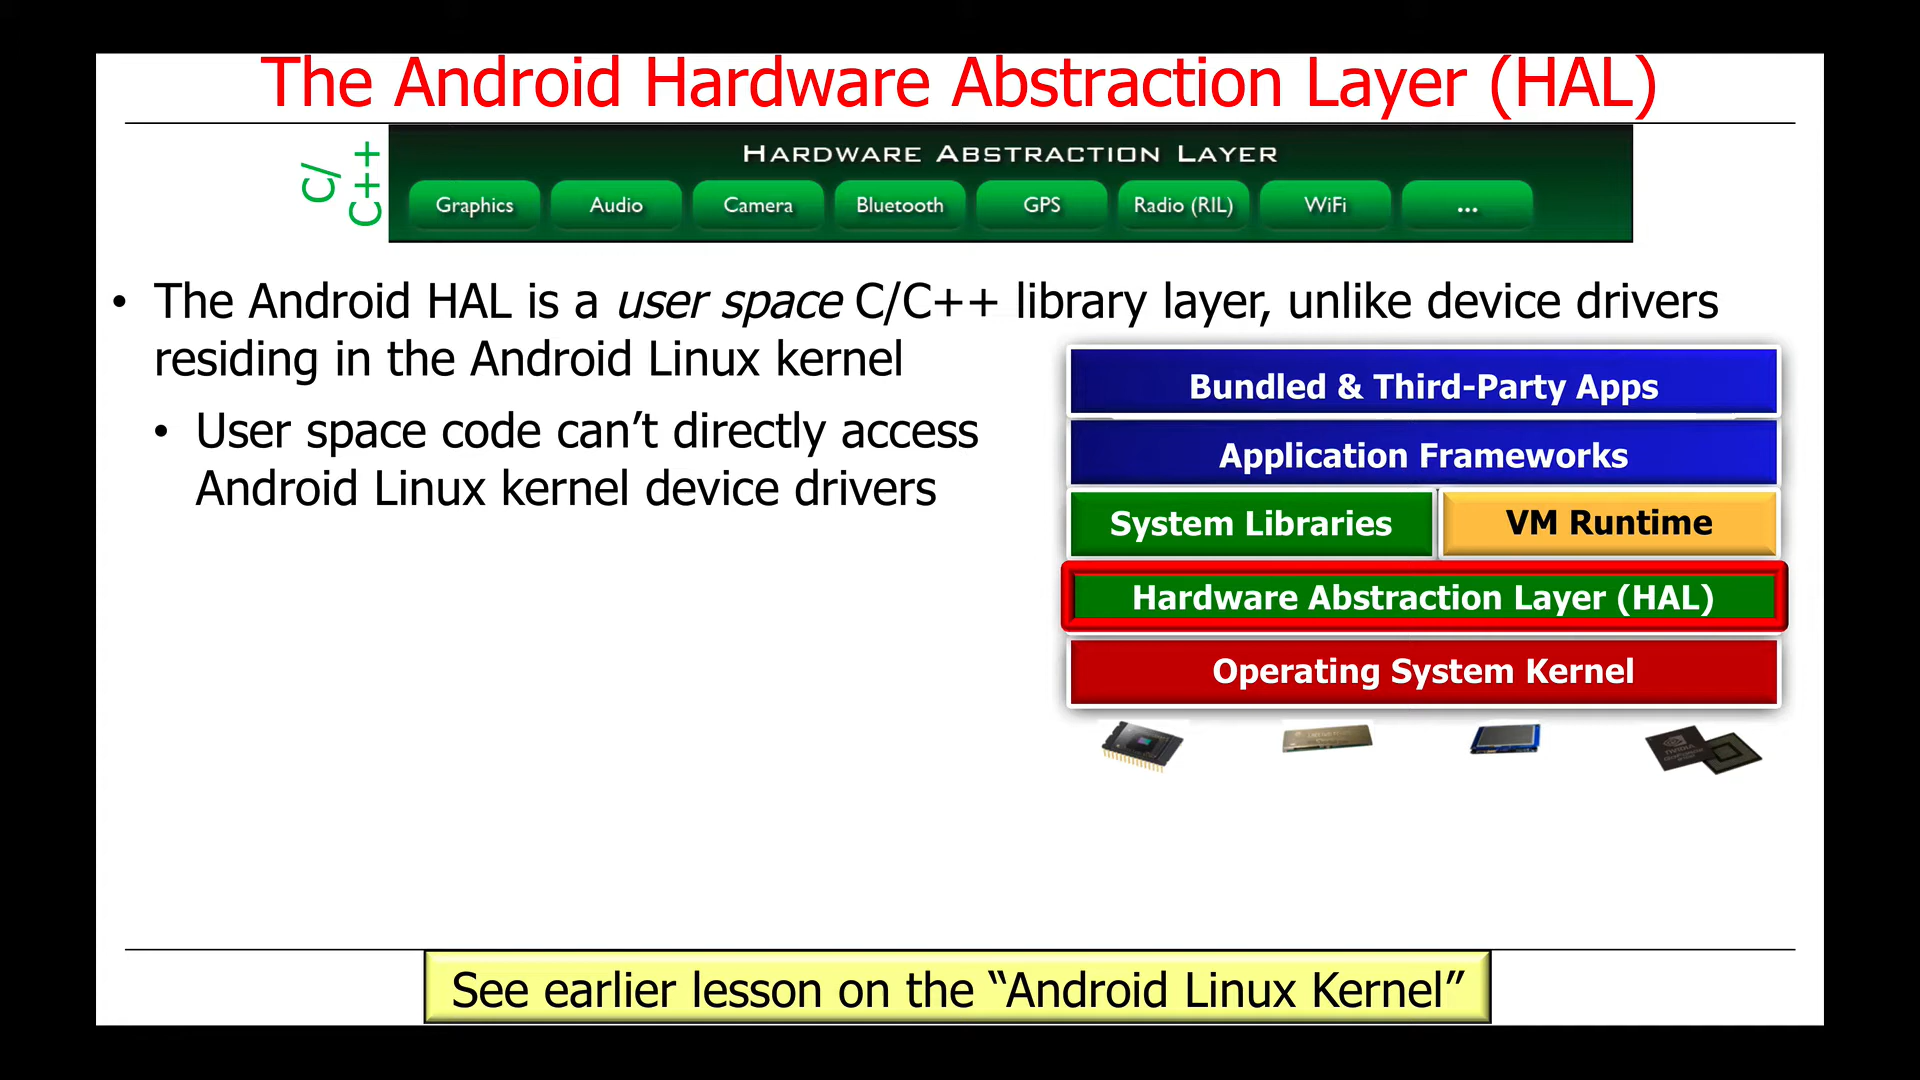 The Android Hardware Abstraction Layer (HAL)
C/
C++
HARDWARE ABSTRACTION LAYER
Graphics
Audio
Camera
Bluetooth
GPS
Radio (RIL)
WiFi
...
• The Android HAL is a user space C/C++ library layer, unlike device drivers
residing in the Android Linux kernel
• User space code can’t directly access
Android Linux kernel device drivers
Bundled & Third-Party Apps
Application Frameworks
System Libraries
VM Runtime
Hardware Abstraction Layer (HAL)
Operating System Kernel
NVIDIA
See earlier lesson on the “Android Linux Kernel”